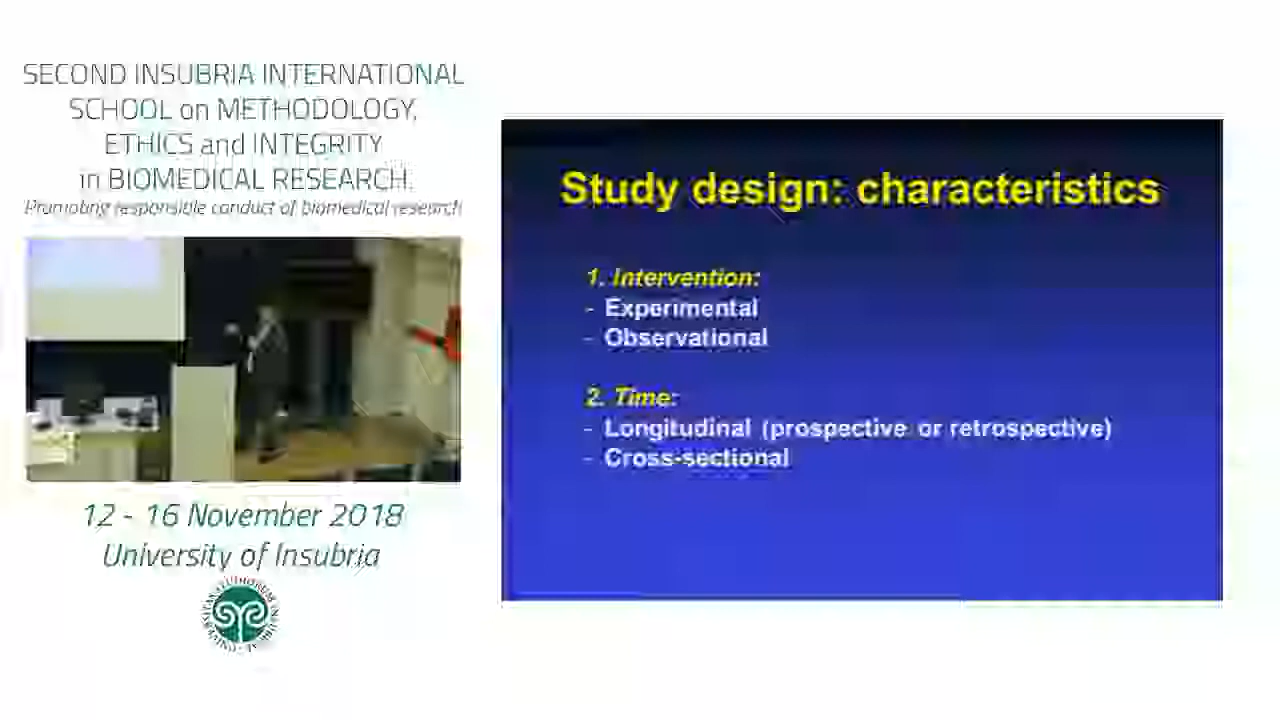 SECOND INSUBRIA INTERNATIONAL
SCHOOL on METHODOLOGY,
ETHICS and INTEGRITY
in BIOMEDICAL RESEARCH.
Promoting responsible conduct of biomedical research
12 - 16 November 2018
University of Insubria
Study design: characteristics
1. Intervention:
- Experimental
- Observational
2. Time:
- Longitudinal (prospective or retrospective)
- Cross-sectional